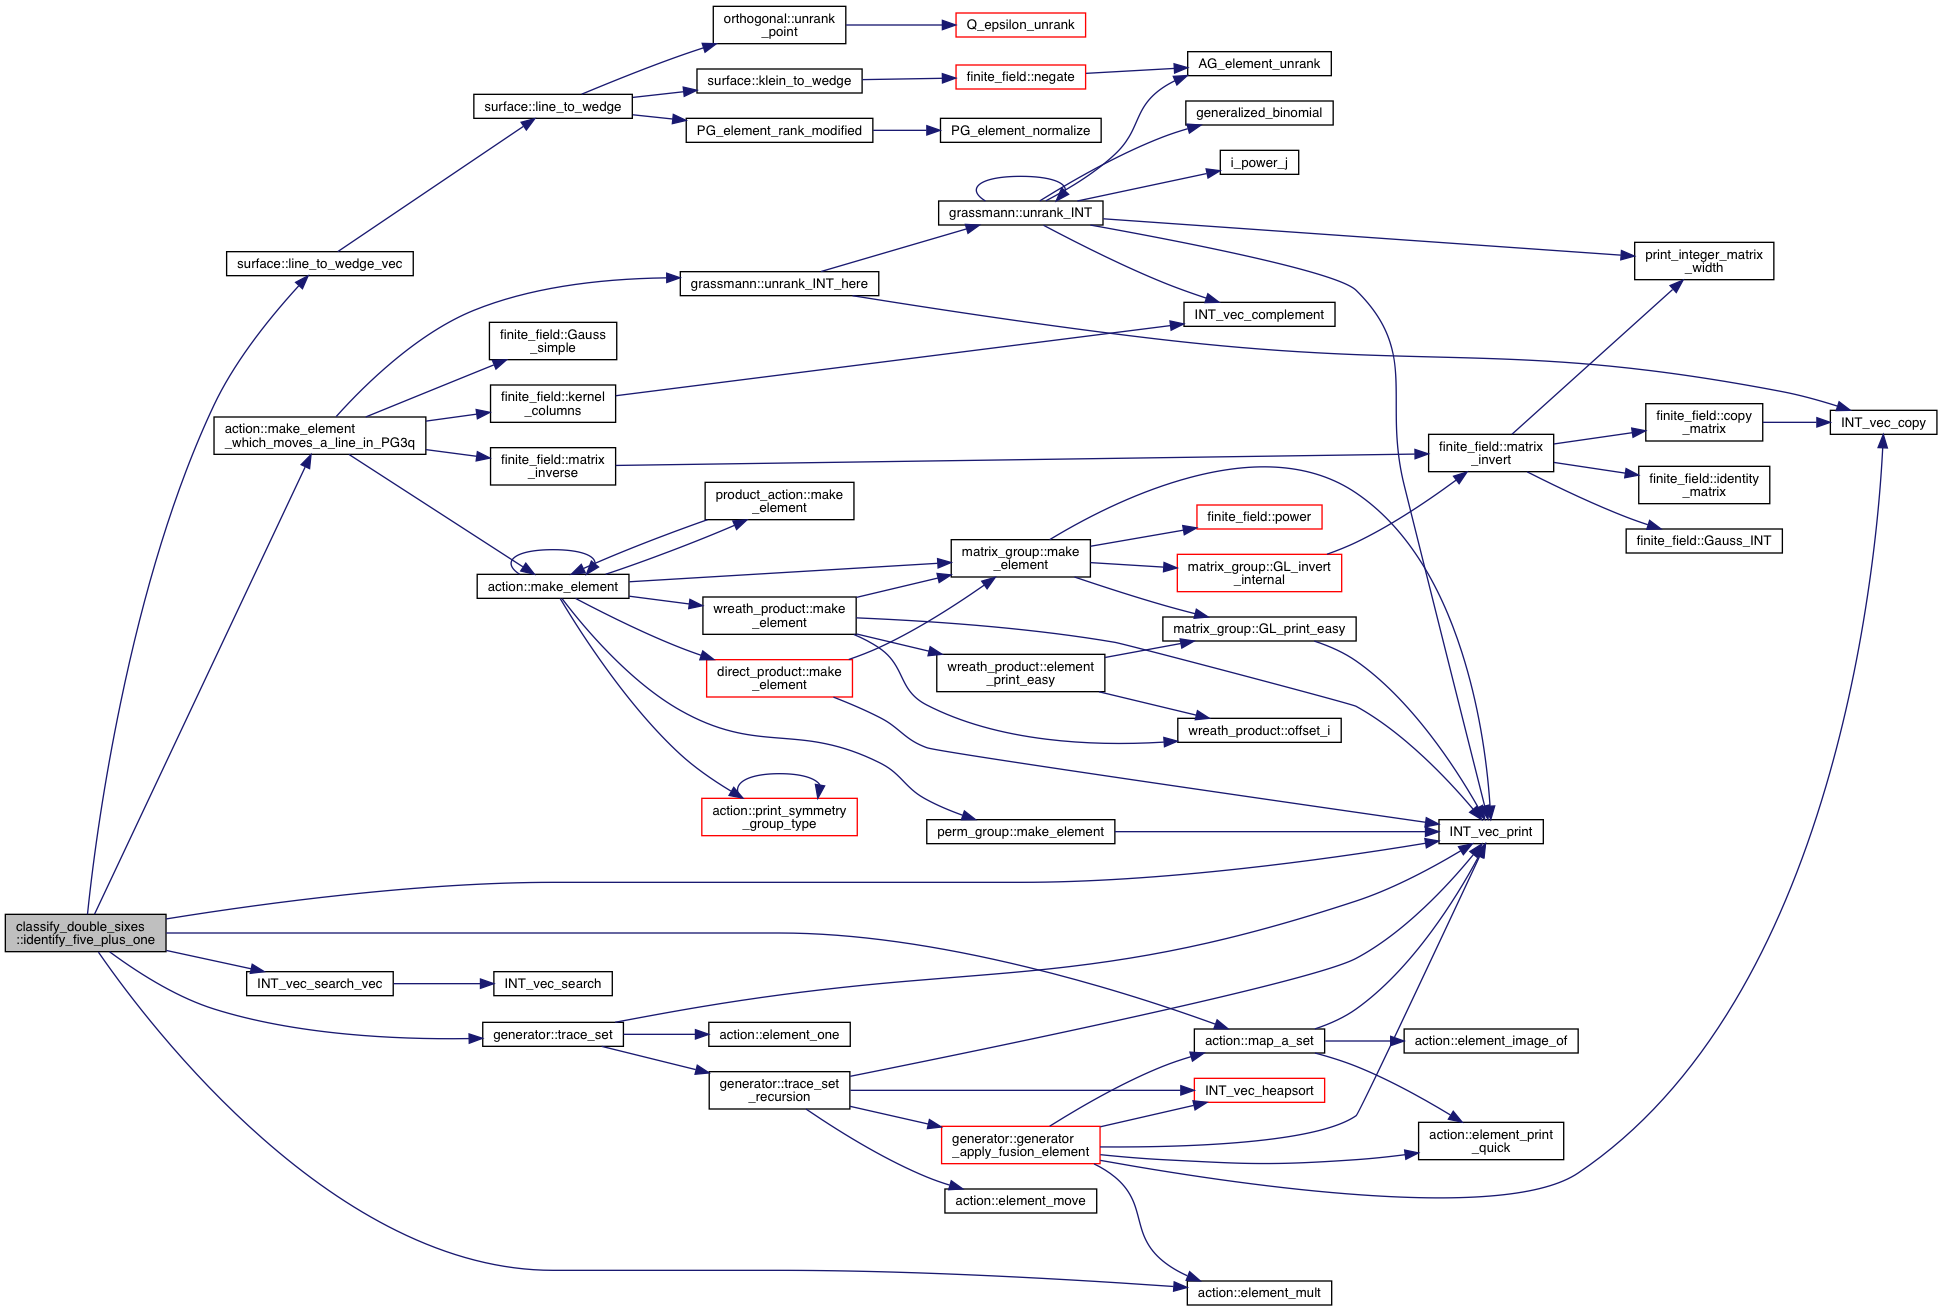 orthogonal::unrank
_point
Q_epsilon_unrank
surface::line_to_wedge
surface::klein_to_wedge
finite_field::negate
AG_element_unrank
PG_element_rank_modified
PG_element_normalize
generalized_binomial
i_power_j
grassmann::unrank_INT
surface::line_to_wedge_vec
grassmann::unrank_INT_here
print_integer_matrix
_width
INT_vec_complement
finite_field::Gauss
_simple
finite_field::kernel
_columns
action::make_element
_which_moves_a_line_in_PG3q
finite_field::matrix
_inverse
finite_field::matrix
_invert
finite_field::copy
_matrix
INT_vec_copy
finite_field::identity
_matrix
finite_field::Gauss_INT
product_action::make
_element
finite_field::power
matrix_group::make
_element
matrix_group::GL_invert
_internal
action::make_element
wreath_product::make
_element
matrix_group::GL_print_easy
direct_product::make
_element
wreath_product::element
_print_easy
wreath_product::offset_i
action::print_symmetry
_group_type
perm_group::make_element
INT_vec_print
classify_double_sixes
::identify_five_plus_one
INT_vec_search_vec
INT_vec_search
generator::trace_set
action::element_one
action::map_a_set
action::element_image_of
generator::trace_set
_recursion
INT_vec_heapsort
generator::generator
_apply_fusion_element
action::element_print
_quick
action::element_move
action::element_mult